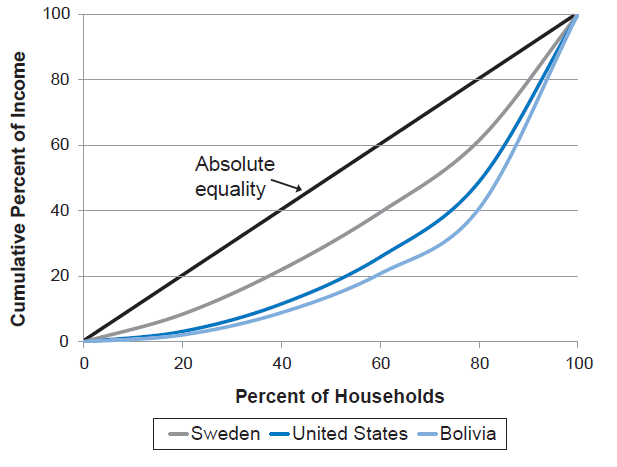 100
80
60
40
20
0
Cumulative Percent of Income
Absolute
equality
0 20 40 60 80 100
Percent of Households
Sweden United States Bolivia